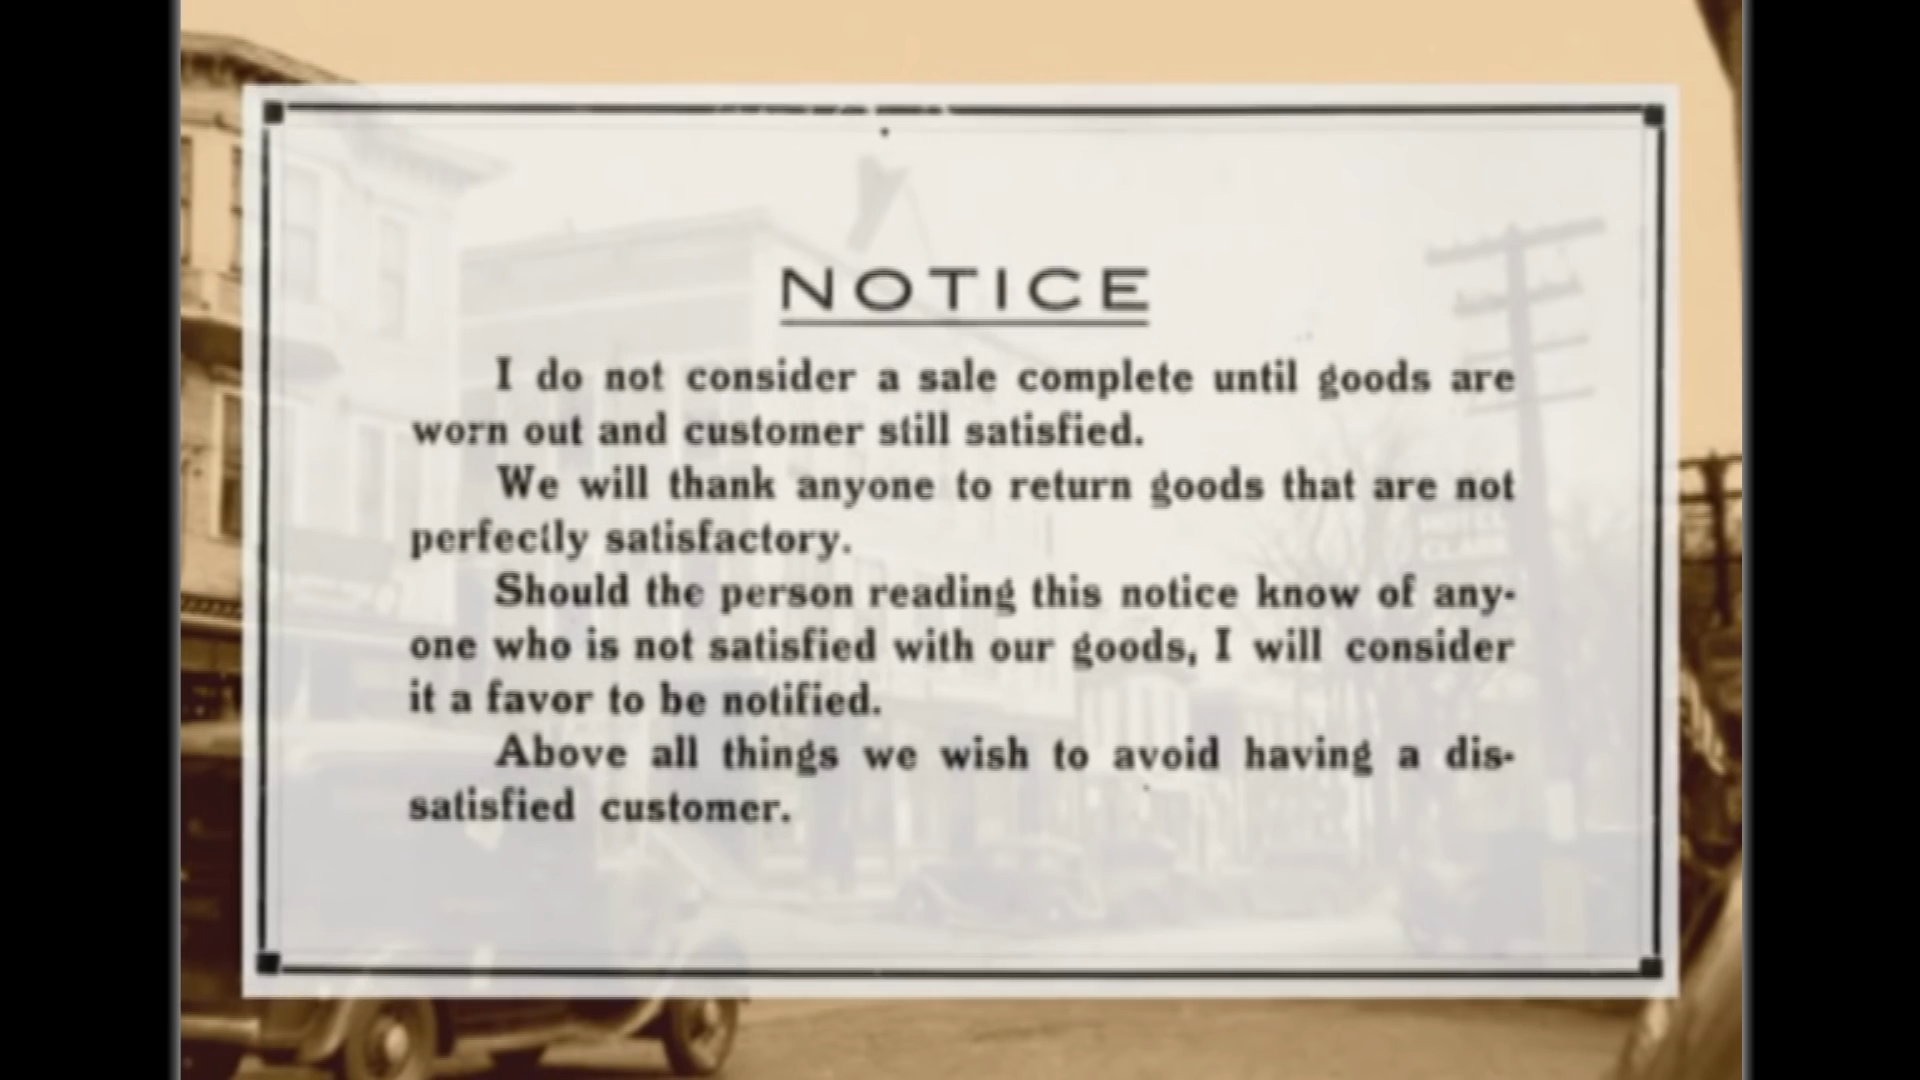 NOTICE
I do not consider a sale complete until goods are
worn out and customer still satisfied.
We will thank anyone to return goods that are not
perfectly satisfactory.
Should the person reading this notice know of any-
one who is not satisfied with our goods, I will consider
it a favor to be notified.
Above all things we wish to avoid having a dis-
satisfied customer.
HOTEL
CLARK